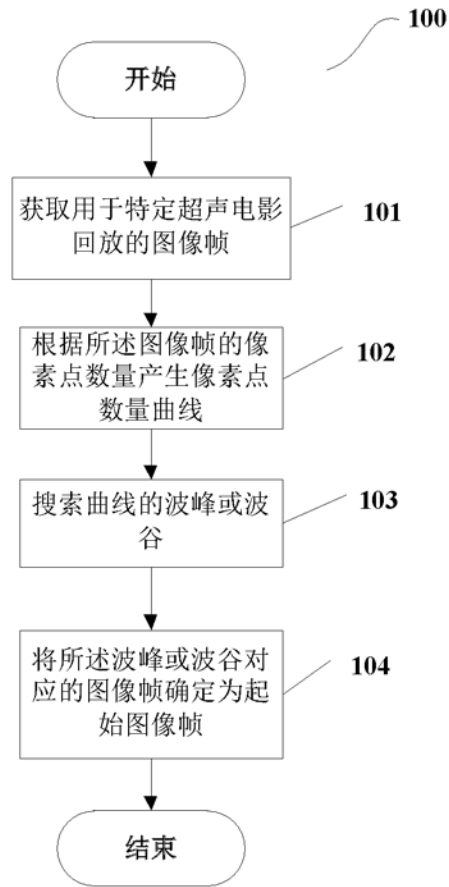 100
开始
获取用于特定超声电影
回放的图像帧
101
根据所述图像帧的像
素点数量产生像素点
数量曲线
102
搜索曲线的波峰或波
谷
103
将所述波峰或波谷对
应的图像帧确定为起
始图像帧
104
结束